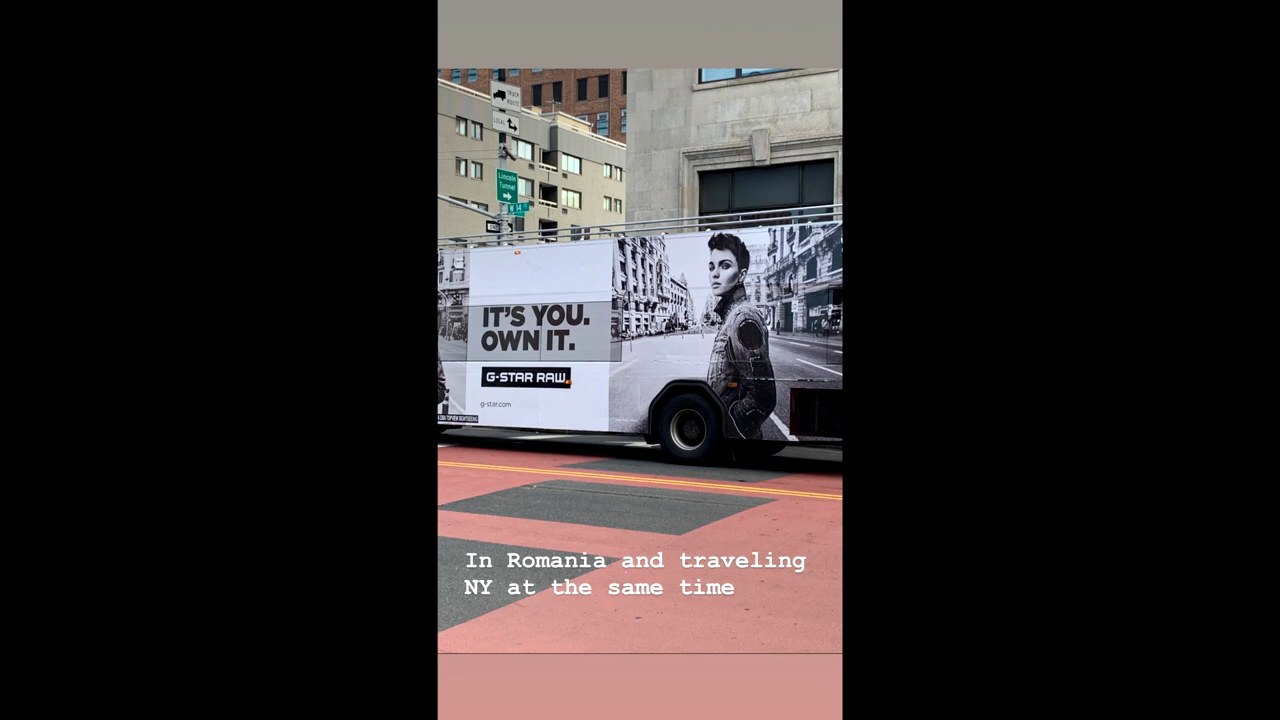 TRUCK
ROUTE
LOCAL
Lincoln
Tunnel
W 14
IT'S YOU.
OWN IT.
G-STAR RAW
g-star.com
In Romania and traveling
NY at the same time